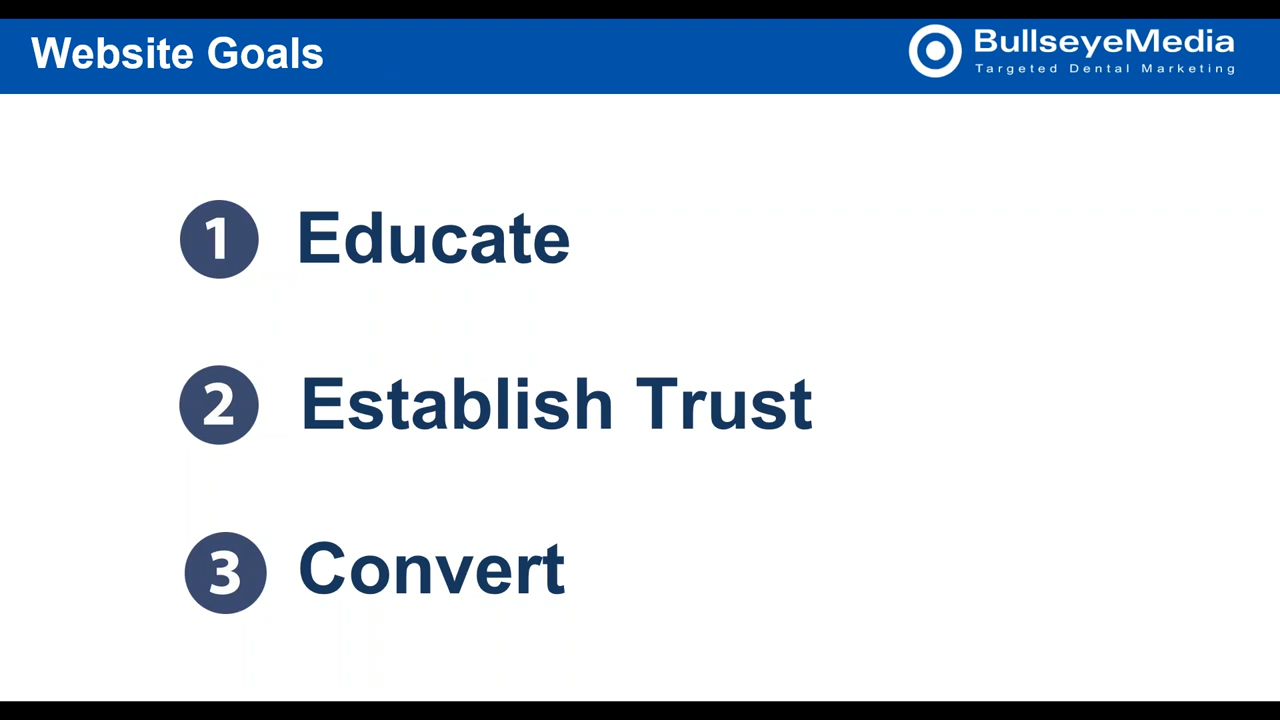 Website Goals
BullseyeMedia
Targeted Dental Marketing
1 Educate
2 Establish Trust
3 Convert